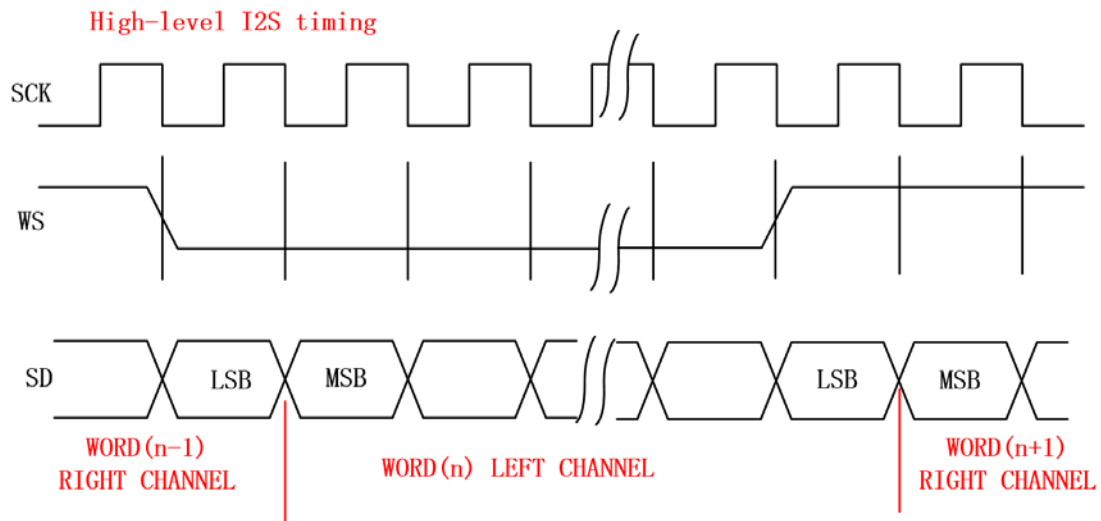 High-level I2S timing
SCK
WS
SD
LSB
MSB
LSB
MSB
WORD(n-1)
RIGHT CHANNEL
WORD(n) LEFT CHANNEL
WORD(n+1)
RIGHT CHANNEL